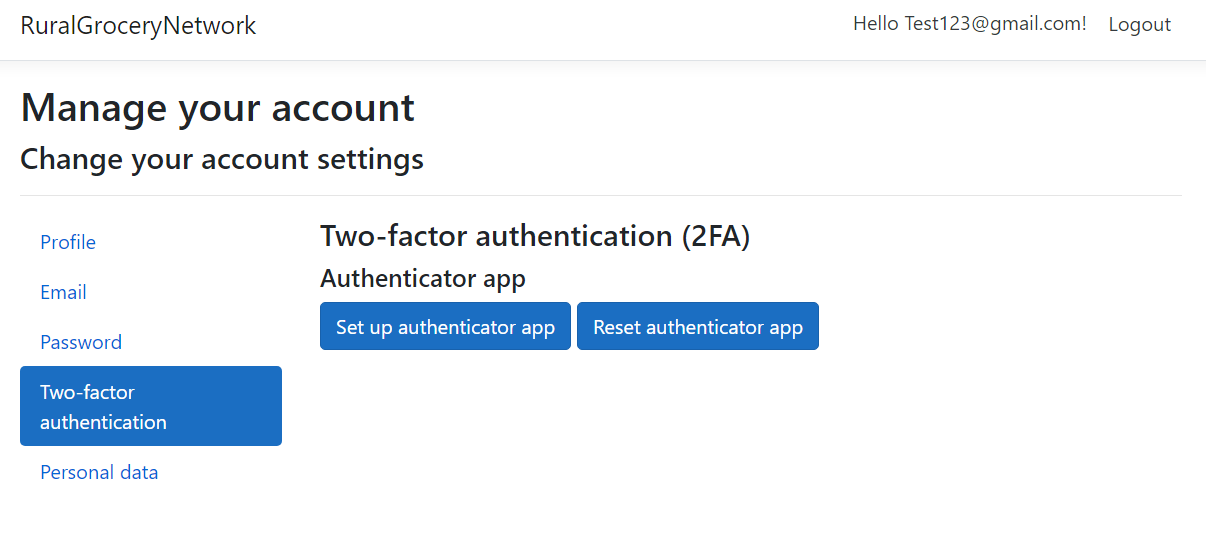 RuralGroceryNetwork
Hello Test123@gmail.com!
Logout
Manage your account
Change your account settings
Profile
Email
Password
Two-factor
authentication
Personal data
Two-factor authentication (2FA)
Authenticator app
Set up authenticator app
Reset authenticator app